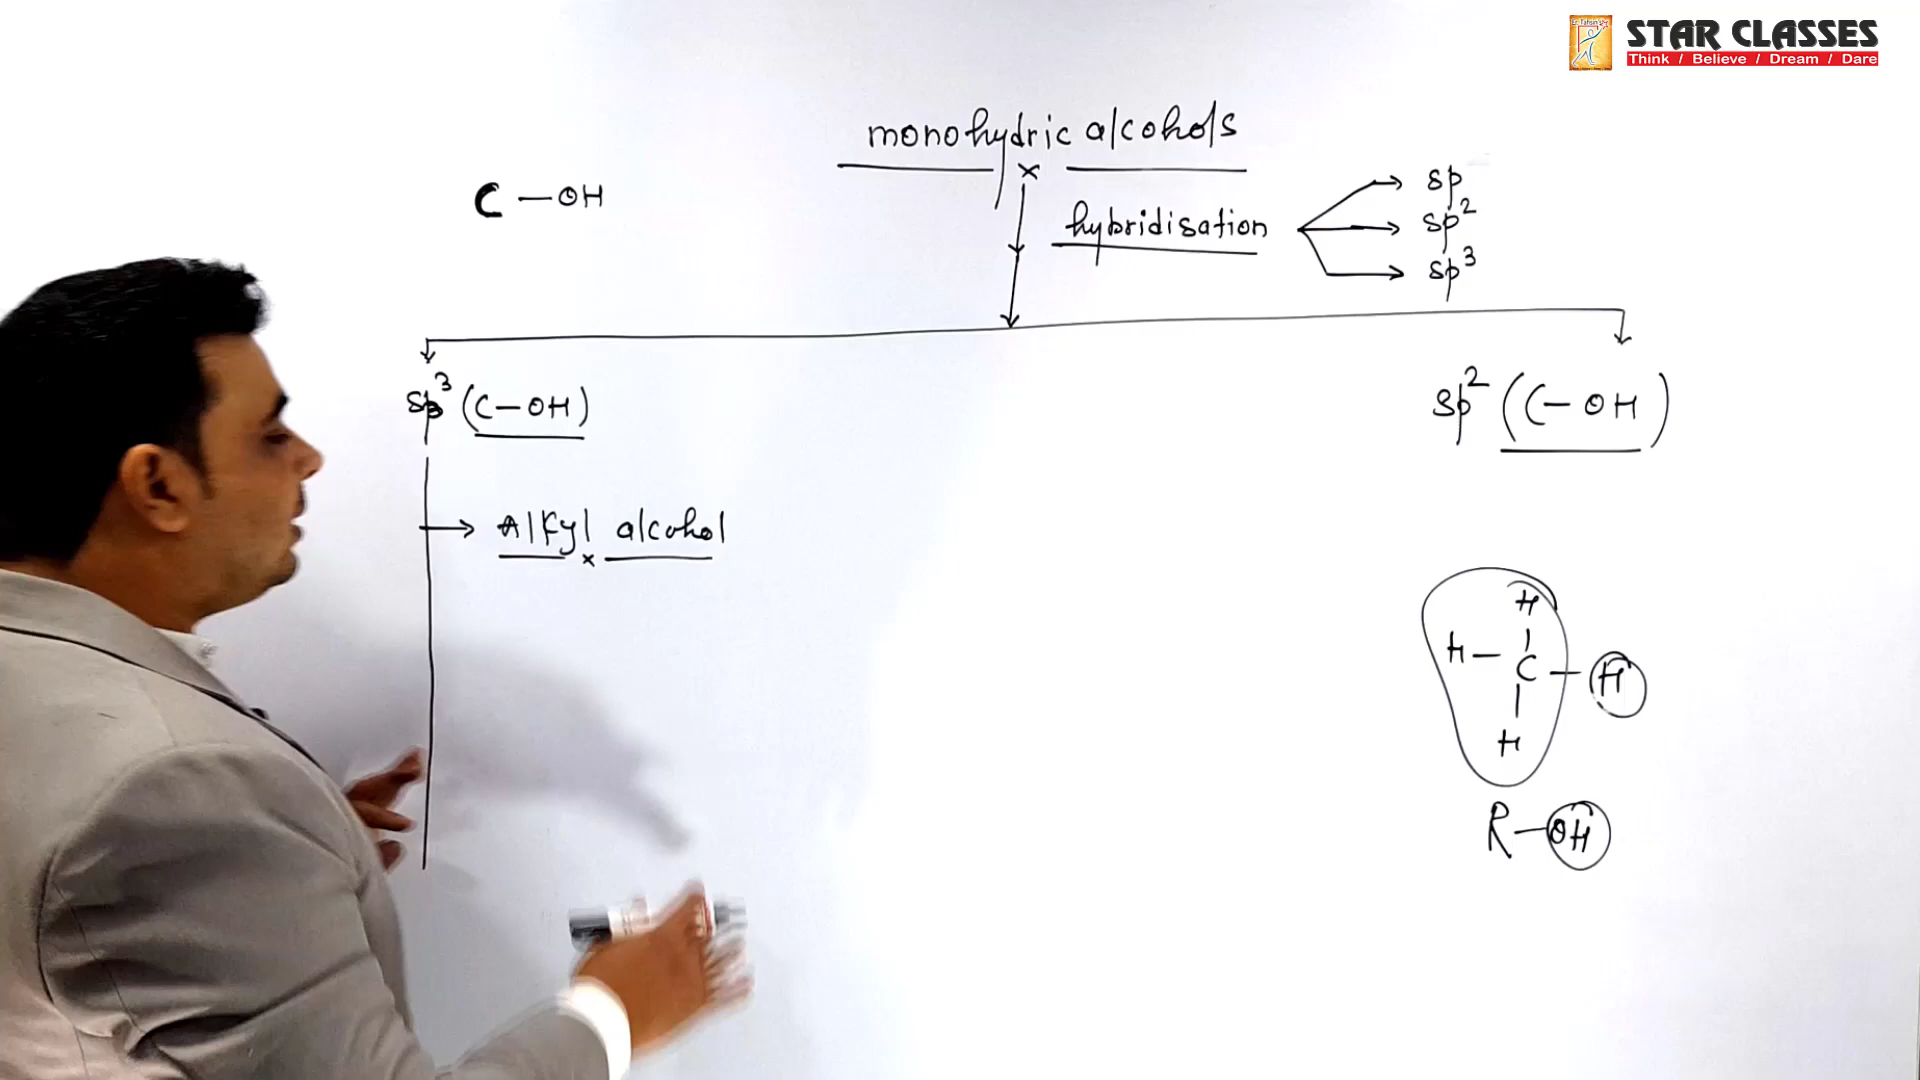 STAR CLASSES
Think / Believe / Dream / Dare
monohydric alcohols
C – OH
hybridisation
sp
sp²
sp³
sp³ (C – OH)
sp² (C – OH)
Alkyl alcohol
H
H – C – H
H
R – OH